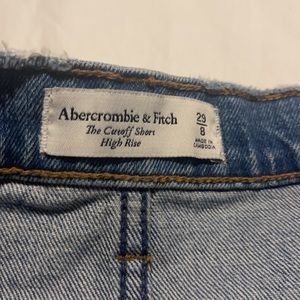 Abercrombie & Fitch
The Cutoff Short
High Rise
29
8
MADE IN
CAMBODIA